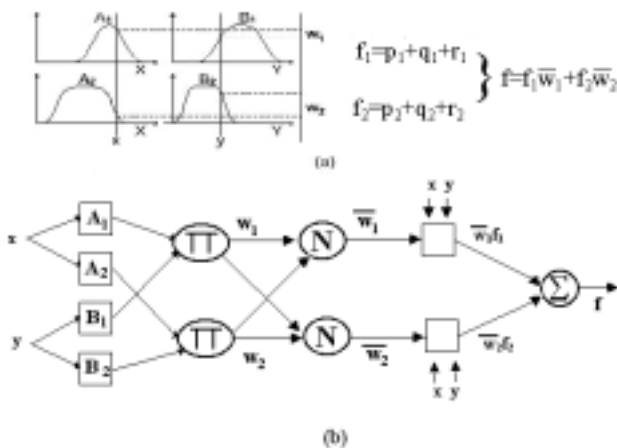 A₁
B₁
w₁
X
Y
f₁=p₁+q₁+r₁
f=f₁w̅₁+f₂w̅₂
A₂
B₂
w₂
X
Y
f₂=p₂+q₂+r₂
x
y
(a)
x y
A₁
w₁
w̅₁
∏
N
w̅₁f₁
x
A₂
Σ
f
B₁
y
∏
N
w̅₂f₂
B₂
w₂
w̅₂
x y
(b)